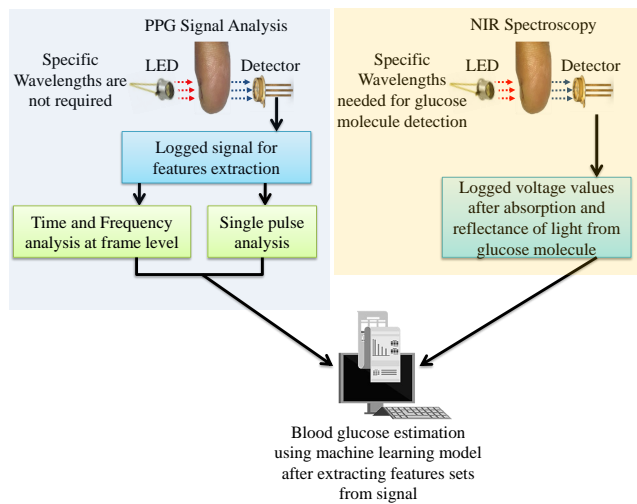 PPG Signal Analysis
Specific
Wavelengths are
not required
LED
Detector
Logged signal for
features extraction
Time and Frequency
analysis at frame level
Single pulse
analysis
NIR Spectroscopy
Specific
Wavelengths
needed for glucose
molecule detection
LED
Detector
Logged voltage values
after absorption and
reflectance of light from
glucose molecule
Blood glucose estimation
using machine learning model
after extracting features sets
from signal